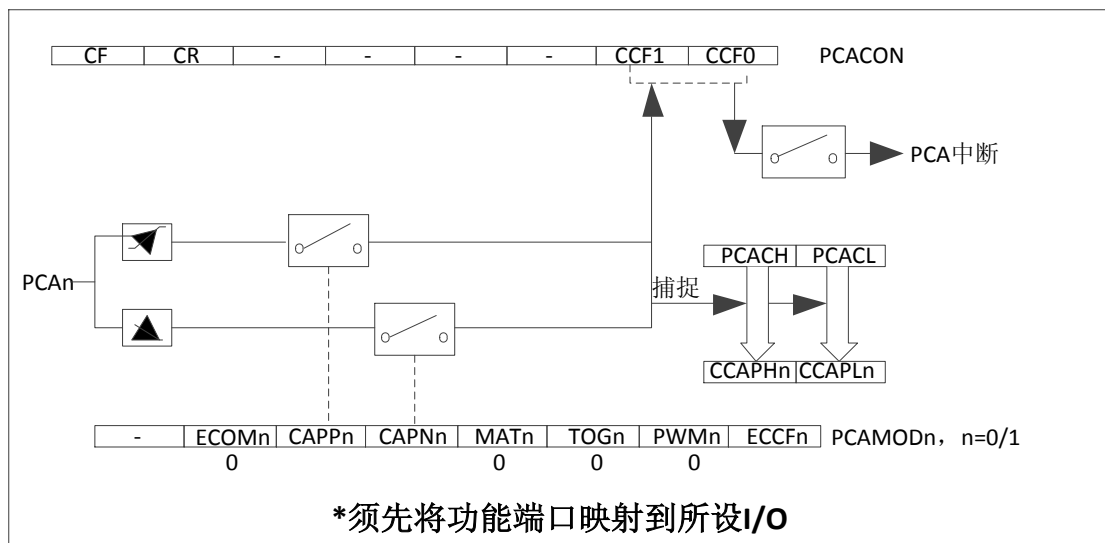 CF CR - - - - CCF1 CCF0 PCACON
PCA中断
PCACH PCACL
PCAn
捕捉
CCAPHn CCAPLn
- ECOMn CAPPn CAPNn MATn TOGn PWMn ECCFn PCAMODn，n=0/1
0 0 0 0
*须先将功能端口映射到所设I/O